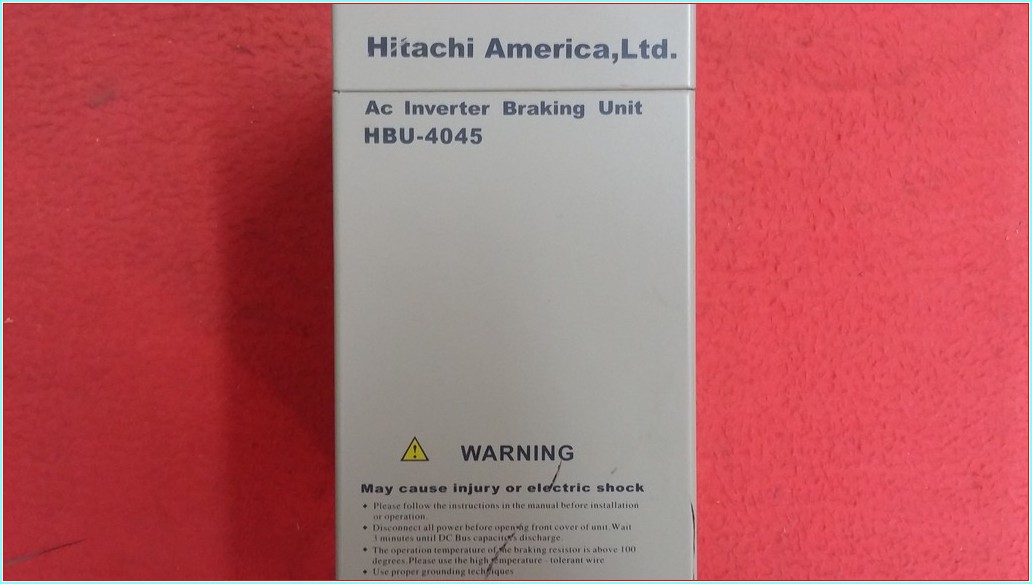 Hitachi America,Ltd.
Ac Inverter Braking Unit
HBU-4045
WARNING
May cause injury or electric shock
• Please follow the instructions in the manual before installation
or operation.
• Disconnect all power before opening front cover of unit. Wait
3 minutes until DC Bus capacitors discharge.
• The operation temperature of the braking resistor is above 100
degrees. Please use the high temperature - tolerant wire
• Use proper grounding techniques